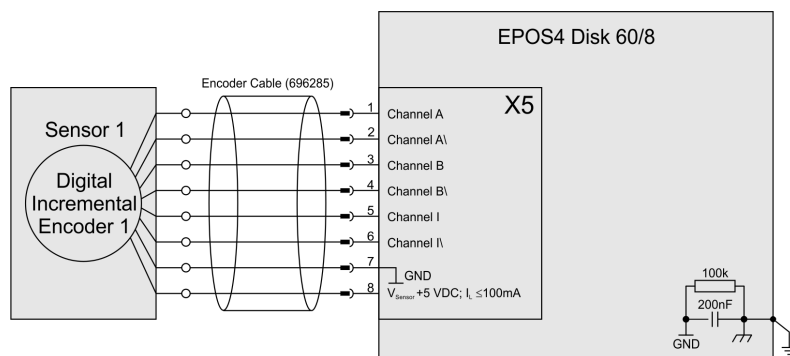 EPOS4 Disk 60/8
Encoder Cable (696285)
X5
Sensor 1
Digital
Incremental
Encoder 1
1 Channel A
2 Channel A\
3 Channel B
4 Channel B\
5 Channel I
6 Channel I\
7 GND
8 VSensor +5 VDC; IL ≤100mA
100k
200nF
GND